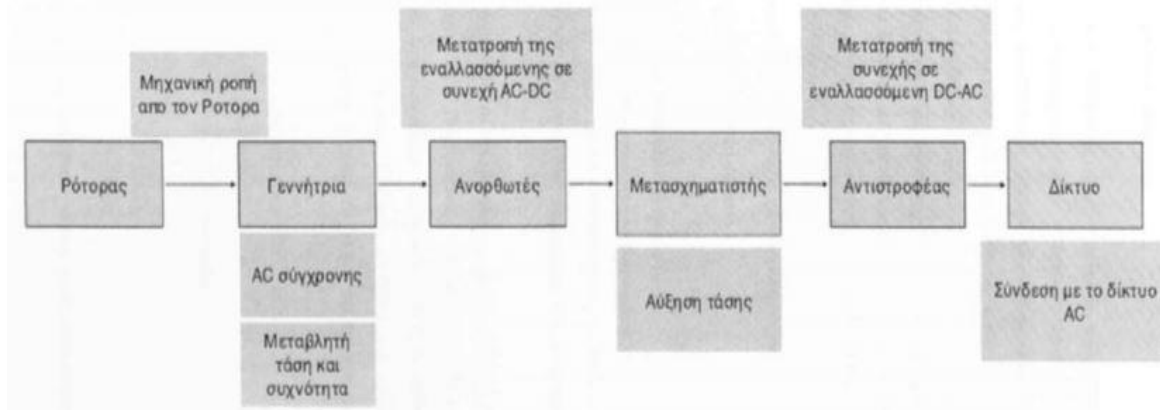 Μηχανική ροπή
απο τον Ροτορα
Μετατροπή της
εναλλασσόμενης σε
συνεχή AC-DC
Μετατροπή της
συνεχής σε
εναλλασσόμενη DC-AC
Ρότορας
Γεννήτρια
Ανορθωτές
Μετασχηματιστής
Αντιστροφέας
Δίκτυο
AC σύγχρονης
Μεταβλητή
τάση και
συχνότητα
Αύξηση τάσης
Σύνδεση με το δίκτυο
AC